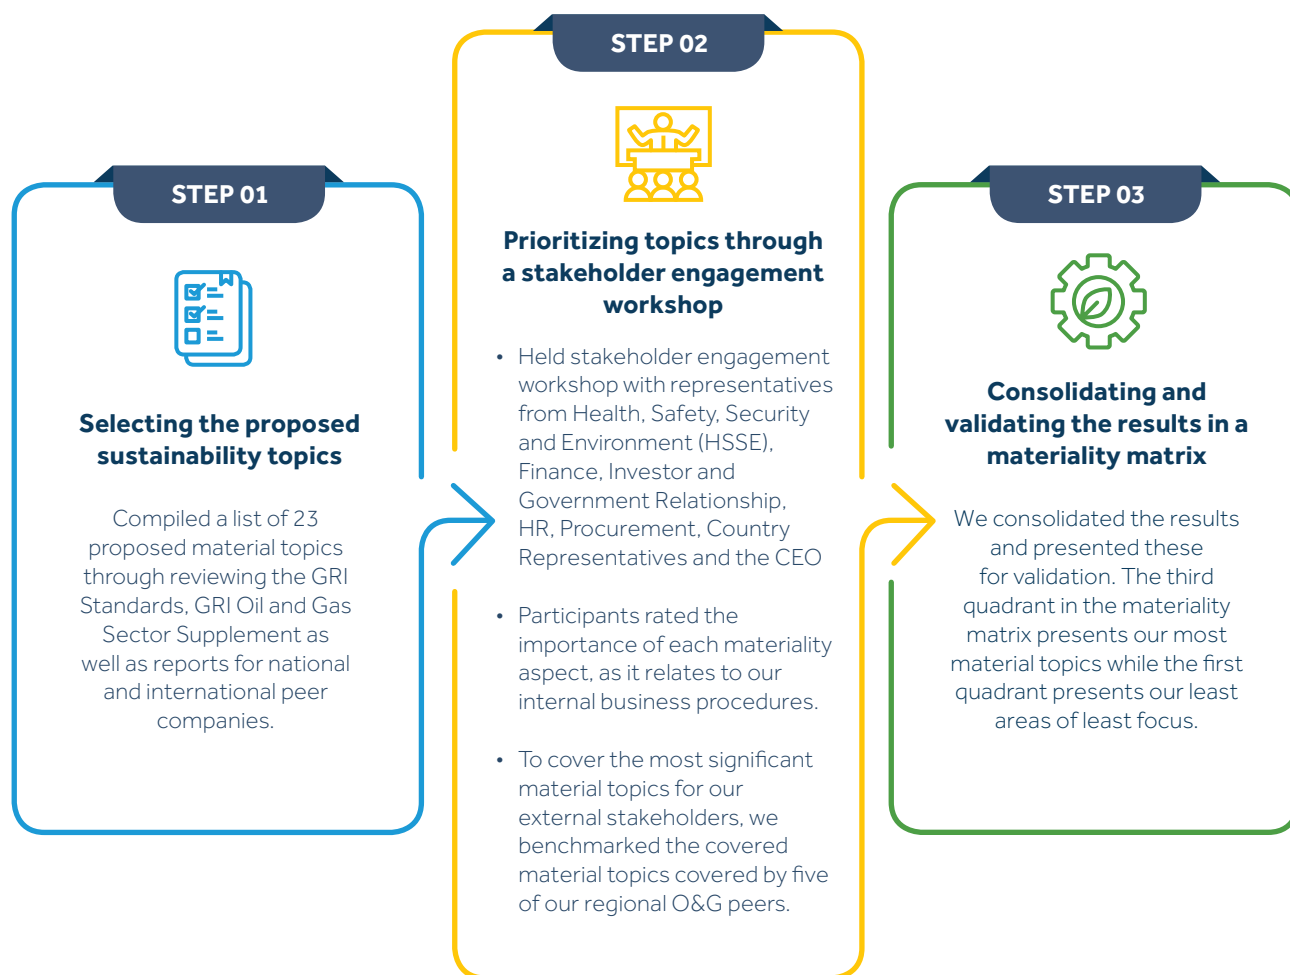 STEP 01
Selecting the proposed
sustainability topics
Compiled a list of 23
proposed material topics
through reviewing the GRI
Standards, GRI Oil and Gas
Sector Supplement as
well as reports for national
and international peer
companies.
STEP 02
Prioritizing topics through
a stakeholder engagement
workshop
• Held stakeholder engagement
workshop with representatives
from Health, Safety, Security
and Environment (HSSE),
Finance, Investor and
Government Relationship,
HR, Procurement, Country
Representatives and the CEO
• Participants rated the
importance of each materiality
aspect, as it relates to our
internal business procedures.
• To cover the most significant
material topics for our
external stakeholders, we
benchmarked the covered
material topics covered by five
of our regional O&G peers.
STEP 03
Consolidating and
validating the results in a
materiality matrix
We consolidated the results
and presented these
for validation. The third
quadrant in the materiality
matrix presents our most
material topics while the first
quadrant presents our least
areas of least focus.